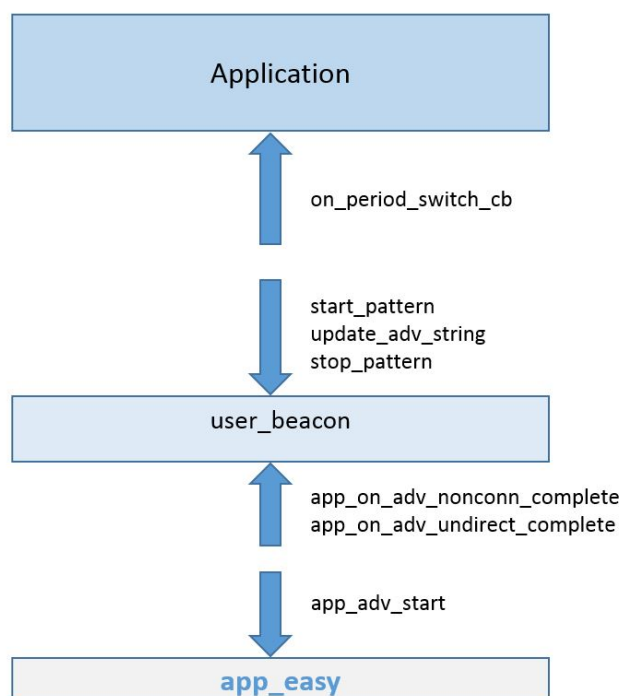 Application
on_period_switch_cb
start_pattern
update_adv_string
stop_pattern
user_beacon
app_on_adv_nonconn_complete
app_on_adv_undirect_complete
app_adv_start
app_easy